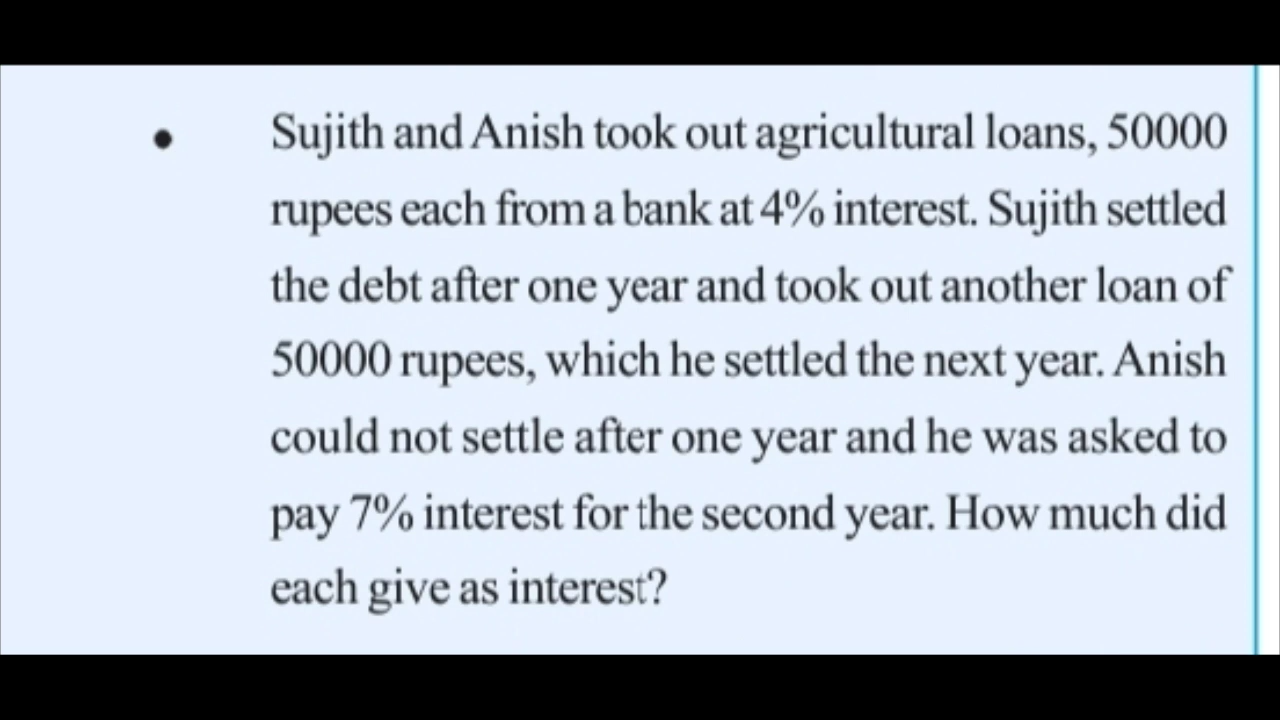 • Sujith and Anish took out agricultural loans, 50000
rupees each from a bank at 4% interest. Sujith settled
the debt after one year and took out another loan of
50000 rupees, which he settled the next year. Anish
could not settle after one year and he was asked to
pay 7% interest for the second year. How much did
each give as interest?